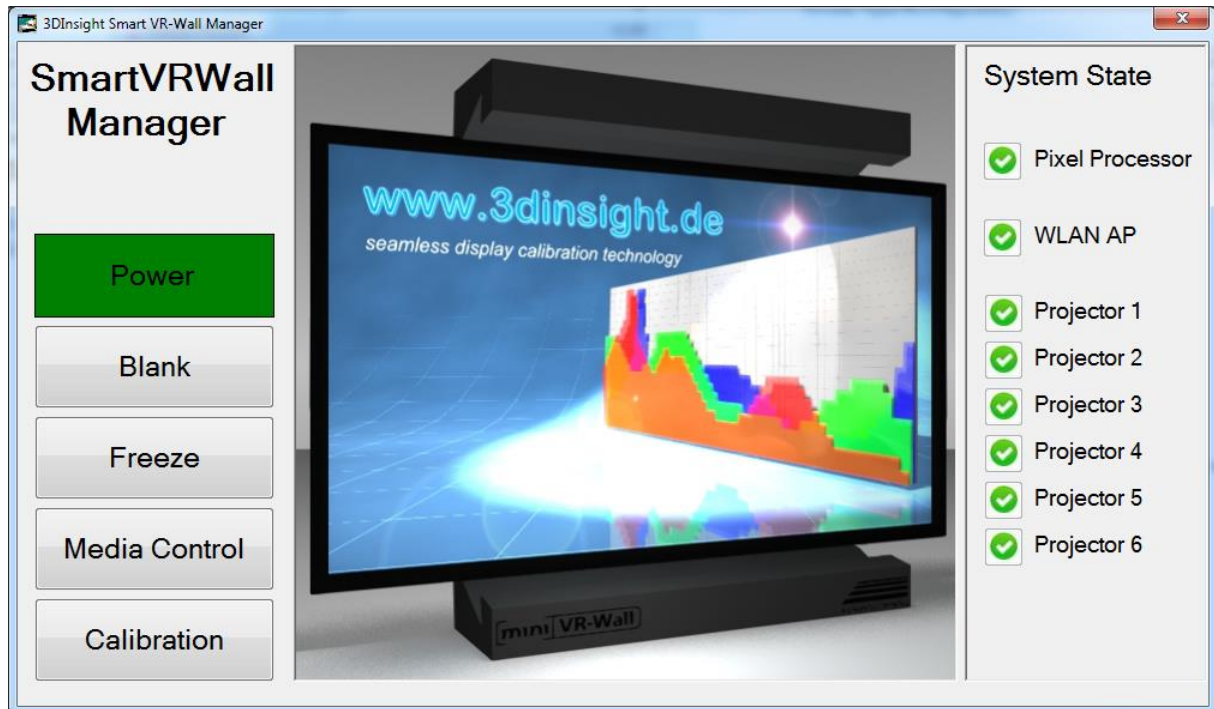 3DInsight Smart VR-Wall Manager
SmartVRWall
Manager
Power
Blank
Freeze
Media Control
Calibration
www.3dinsight.de
seamless display calibration technology
mini VR-Wall
System State
Pixel Processor
WLAN AP
Projector 1
Projector 2
Projector 3
Projector 4
Projector 5
Projector 6